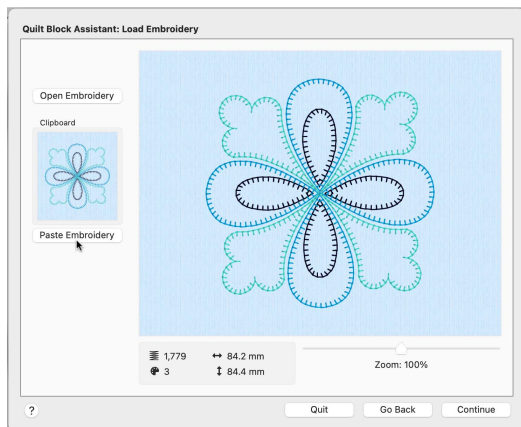 Quilt Block Assistant: Load Embroidery
Open Embroidery
Clipboard
Paste Embroidery
1,779
84.2 mm
3
84.4 mm
Zoom: 100%
?
Quit
Go Back
Continue